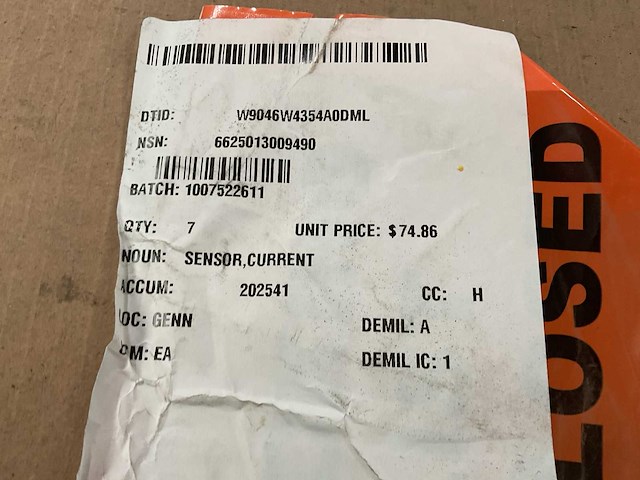 DTID: W9046W4354A0DML
NSN: 6625013009490
BATCH: 1007522611
QTY: 7 UNIT PRICE: $74.86
NOUN: SENSOR,CURRENT
ACCUM: 202541 CC: H
OC: GENN DEMIL: A
OM: EA DEMIL IC: 1
LOSED